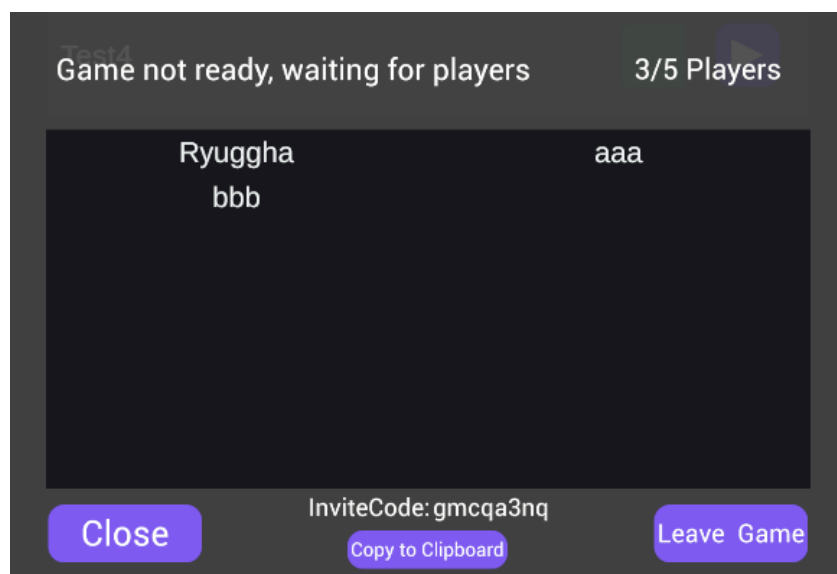 Test4
Game not ready, waiting for players 3/5 Players
Ryuggha aaa
bbb
InviteCode: gmcqa3nq
Close Copy to Clipboard Leave Game